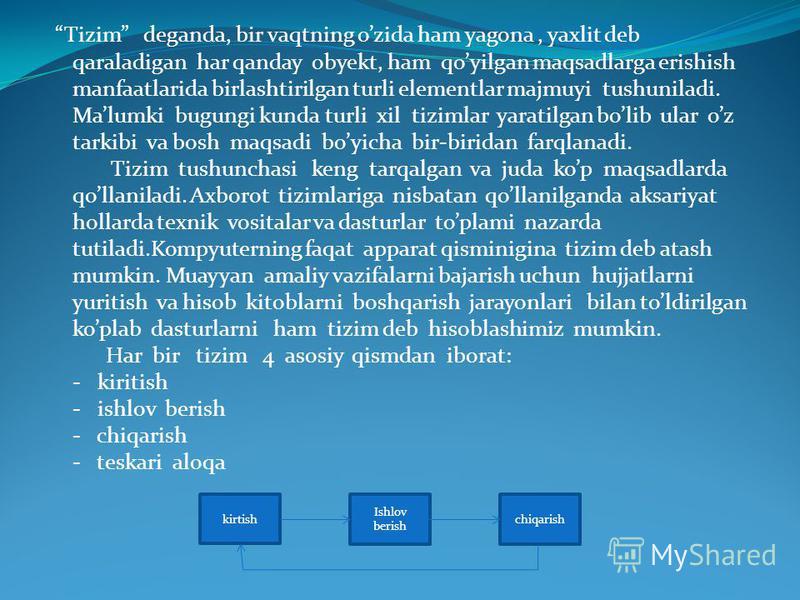 “Tizim” deganda, bir vaqtning o’zida ham yagona , yaxlit deb
qaraladigan har qanday obyekt, ham qo’yilgan maqsadlarga erishish
manfaatlarida birlashtirilgan turli elementlar majmuyi tushuniladi.
Ma’lumki bugungi kunda turli xil tizimlar yaratilgan bo’lib ular o’z
tarkibi va bosh maqsadi bo’yicha bir-biridan farqlanadi.
Tizim tushunchasi keng tarqalgan va juda ko’p maqsadlarda
qo’llaniladi. Axborot tizimlariga nisbatan qo’llanilganda aksariyat
hollarda texnik vositalar va dasturlar to’plami nazarda
tutiladi.Kompyuterning faqat apparat qisminigina tizim deb atash
mumkin. Muayyan amaliy vazifalarni bajarish uchun hujjatlarni
yuritish va hisob kitoblarni boshqarish jarayonlari bilan to’ldirilgan
ko’plab dasturlarni ham tizim deb hisoblashimiz mumkin.
Har bir tizim 4 asosiy qismdan iborat:
- kiritish
- ishlov berish
- chiqarish
- teskari aloqa
kirtish
Ishlov
berish
chiqarish
MyShared